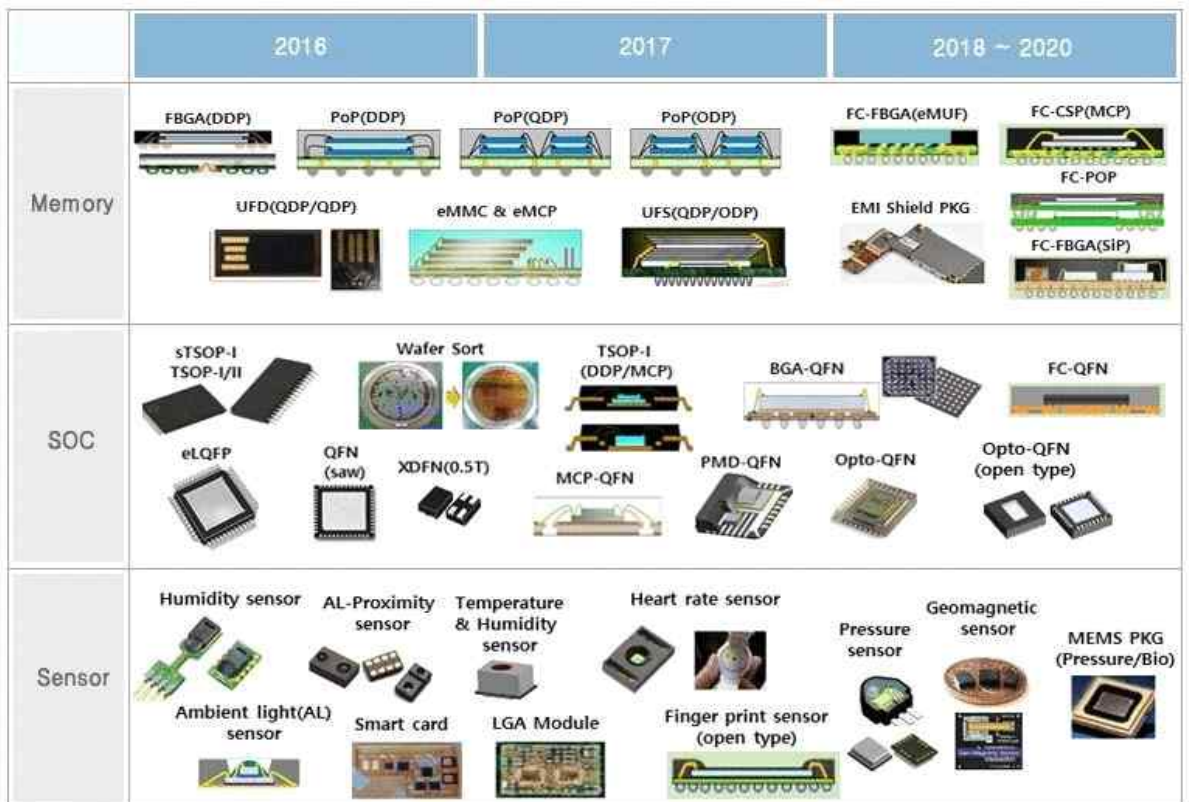 2016
2017
2018 ~ 2020
Memory
FBGA(DDP)
PoP(DDP)
PoP(QDP)
PoP(ODP)
FC-FBGA(eMUF)
FC-CSP(MCP)
FC-POP
UFD(QDP/QDP)
eMMC & eMCP
UFS(QDP/ODP)
EMI Shield PKG
FC-FBGA(SiP)
SOC
sTSOP-I
TSOP-I/II
Wafer Sort
TSOP-I
(DDP/MCP)
BGA-QFN
FC-QFN
eLQFP
QFN
(saw)
XDFN(0.5T)
MCP-QFN
PMD-QFN
Opto-QFN
Opto-QFN
(open type)
Sensor
Humidity sensor
AL-Proximity
sensor
Temperature
& Humidity
sensor
Heart rate sensor
Pressure
sensor
Geomagnetic
sensor
MEMS PKG
(Pressure/Bio)
Ambient light(AL)
sensor
Smart card
LGA Module
Finger print sensor
(open type)